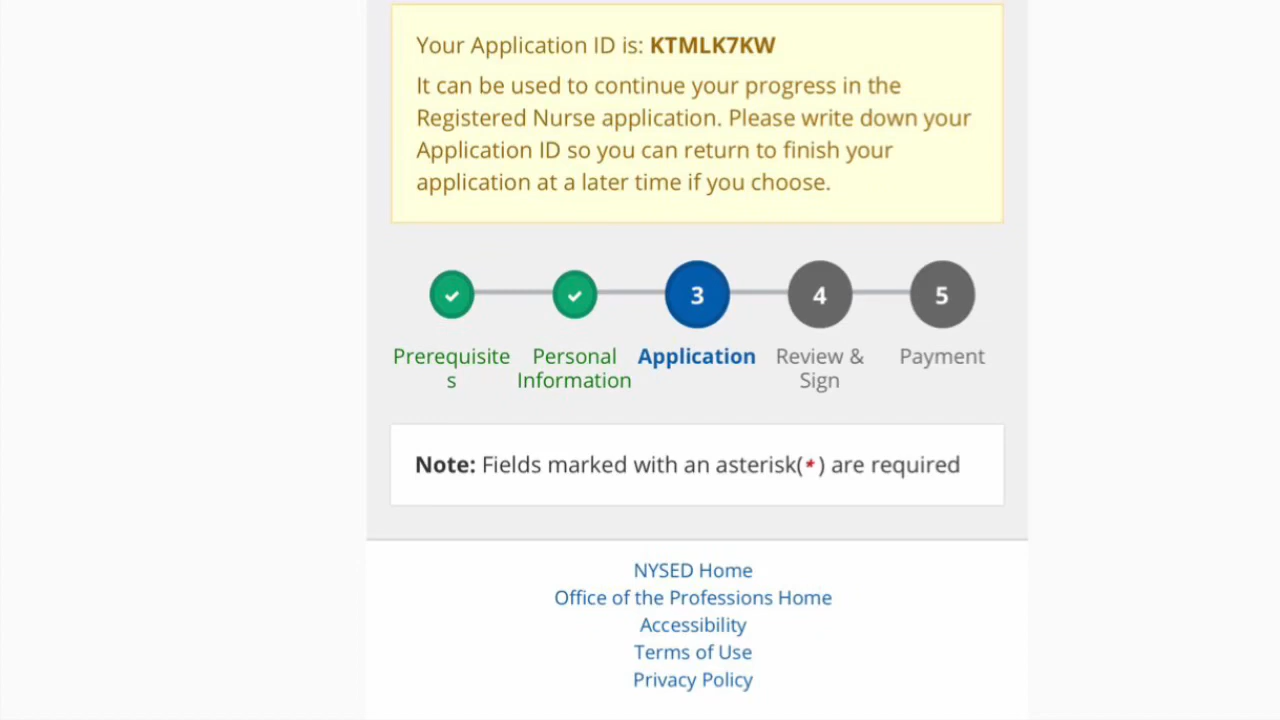 Your Application ID is: KTMLK7KW
It can be used to continue your progress in the
Registered Nurse application. Please write down your
Application ID so you can return to finish your
application at a later time if you choose.
3
4
5
Prerequisite
s
Personal
Information
Application
Review &
Sign
Payment
Note: Fields marked with an asterisk(*) are required
NYSED Home
Office of the Professions Home
Accessibility
Terms of Use
Privacy Policy